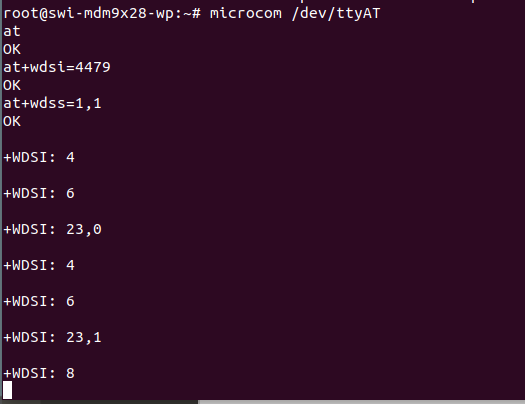 root@swi-mdm9x28-wp:~# microcom /dev/ttyAT
at
OK
at+wdsi=4479
OK
at+wdss=1,1
OK
+WDSI: 4
+WDSI: 6
+WDSI: 23,0
+WDSI: 4
+WDSI: 6
+WDSI: 23,1
+WDSI: 8